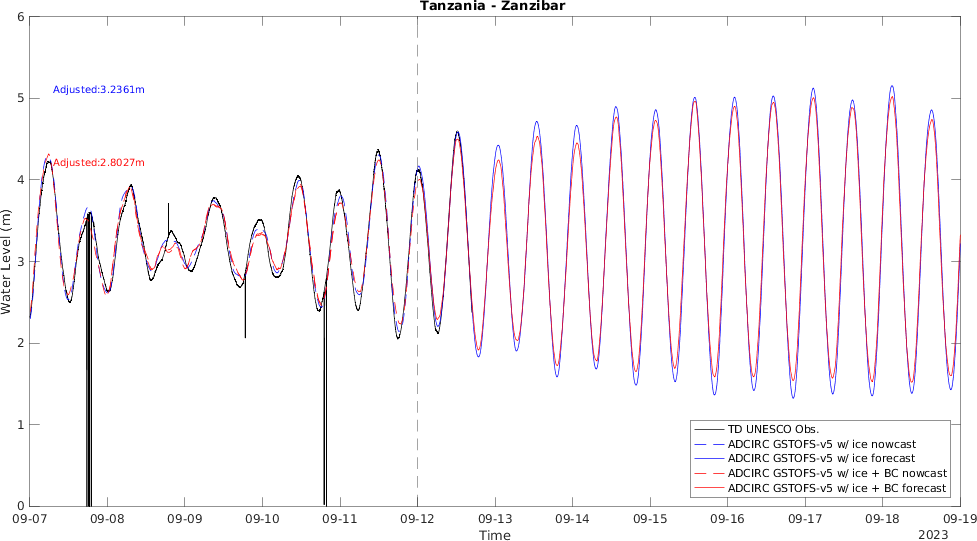 Tanzania - Zanzibar
6
5
4
3
2
1
0
Water Level (m)
Adjusted:3.2361m
Adjusted:2.8027m
TD UNESCO Obs.
ADCIRC GSTOFS-v5 w/ ice nowcast
ADCIRC GSTOFS-v5 w/ ice forecast
ADCIRC GSTOFS-v5 w/ ice + BC nowcast
ADCIRC GSTOFS-v5 w/ ice + BC forecast
09-07 09-08 09-09 09-10 09-11 09-12 09-13 09-14 09-15 09-16 09-17 09-18 09-19
Time
2023